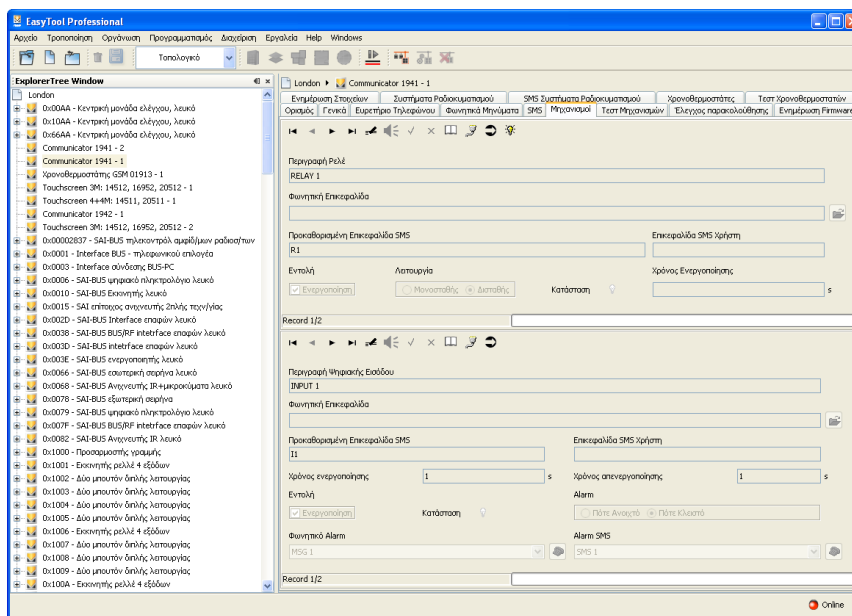 EasyTool Professional
Αρχείο Τροποποίηση Οργάνωση Προγραμματισμός Διαχείριση Εργαλεία Help Windows
Τοπολογικό
ExplorerTree Window
London
0x00AA - Κεντρική μονάδα ελέγχου, λευκό
0x10AA - Κεντρική μονάδα ελέγχου, λευκό
0x66AA - Κεντρική μονάδα ελέγχου, λευκό
Communicator 1941 - 2
Communicator 1941 - 1
Χρονοθερμοστάτης GSM 01913 - 1
Touchscreen 3M: 14512, 16952, 20512 - 1
Touchscreen 4+4M: 14511, 20511 - 1
Communicator 1942 - 1
Touchscreen 3M: 14512, 16952, 20512 - 2
0x00002837 - SAI-BUS τηλεκοντρόλ αμφίδ/μων ραδιοσ/των
0x0001 - Interface BUS - τηλεφωνικού επιλογέα
0x0003 - Interface σύνδεσης BUS-PC
0x0006 - SAI-BUS ψηφιακό πληκτρολόγιο λευκό
0x0010 - SAI-BUS Εκκινητής λευκό
0x0015 - SAI επίτοιχος ανιχνευτής 2πλής τεχν/γίας
0x002D - SAI-BUS Interface επαφών λευκό
0x0038 - SAI-BUS BUS/RF intetrface επαφών λευκό
0x003D - SAI-BUS intetrface επαφών λευκό
0x003E - SAI-BUS ενεργοποιητής λευκό
0x0066 - SAI-BUS εσωτερική σειρήνα λευκό
0x0068 - SAI-BUS Ανιχνευτής IR+μικροκύματα λευκό
0x0078 - SAI-BUS εξωτερική σειρήνα
0x0079 - SAI-BUS ψηφιακό πληκτρολόγιο λευκό
0x007F - SAI-BUS BUS/RF intetrface επαφών λευκό
0x0082 - SAI-BUS Ανιχνευτής IR λευκό
0x1000 - Προσαρμοστής γραμμής
0x1001 - Εκκινητής ρελλέ 4 εξόδων
0x1002 - Δύο μπουτόν διπλής λειτουργίας
0x1003 - Δύο μπουτόν διπλής λειτουργίας
0x1004 - Δύο μπουτόν διπλής λειτουργίας
0x1005 - Δύο μπουτόν διπλής λειτουργίας
0x1006 - Εκκινητής ρελλέ 4 εξόδων
0x1007 - Δύο μπουτόν διπλής λειτουργίας
0x1008 - Δύο μπουτόν διπλής λειτουργίας
0x1009 - Δύο μπουτόν διπλής λειτουργίας
0x100A - Εκκινητής ρελλέ 4 εξόδων
London Communicator 1941 - 1
Ενημέρωση Στοιχείων Συστήματα Ραδιοκυματισμού SMS Συστήματα Ραδιοκυματισμού Χρονοθερμοστάτες Τεστ Χρονοθερμοστατών
Ορισμός Γενικά Ευρετήριο Τηλεφώνου Φωνητικά Μηνύματα SMS Μηχανισμοί Τεστ Μηχανισμών Έλεγχος παρακολούθησης Ενημέρωση Firmware
Περιγραφή Ρελέ
RELAY 1
Φωνητική Επικεφαλίδα
Προκαθορισμένη Επικεφαλίδα SMS Επικεφαλίδα SMS Χρήστη
R1
Εντολή Λειτουργία Χρόνος Ενεργοποίησης
Ενεργοποίηση Μονοσταθής Δισταθής Κατάσταση s
Record 1/2
Περιγραφή Ψηφιακής Εισόδου
INPUT 1
Φωνητική Επικεφαλίδα
Προκαθορισμένη Επικεφαλίδα SMS Επικεφαλίδα SMS Χρήστη
I1
Χρόνος ενεργοποίησης 1 s Χρόνος απενεργοποίησης 1 s
Εντολή Alarm
Ενεργοποίηση Κατάσταση Πότε Ανοιχτό Πότε Κλειστό
Φωνητικό Alarm Alarm SMS
MSG 1 SMS 1
Record 1/2
Online